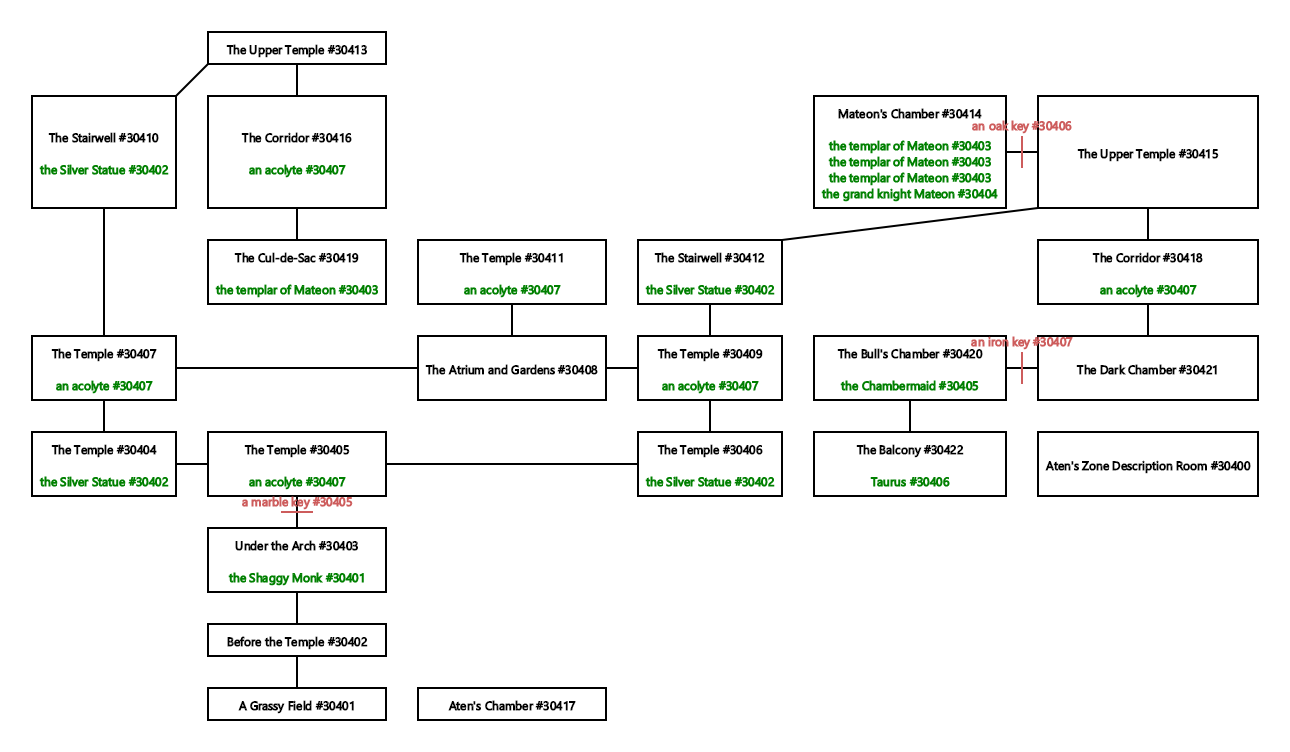 The Upper Temple #30413
The Stairwell #30410
the Silver Statue #30402
The Corridor #30416
an acolyte #30407
Mateon's Chamber #30414
the templar of Mateon #30403
the templar of Mateon #30403
the templar of Mateon #30403
the grand knight Mateon #30404
an oak key #30406
The Upper Temple #30415
The Cul-de-Sac #30419
the templar of Mateon #30403
The Temple #30411
an acolyte #30407
The Stairwell #30412
the Silver Statue #30402
The Corridor #30418
an acolyte #30407
The Temple #30407
an acolyte #30407
The Atrium and Gardens #30408
The Temple #30409
an acolyte #30407
The Bull's Chamber #30420
the Chambermaid #30405
an iron key #30407
The Dark Chamber #30421
The Temple #30404
the Silver Statue #30402
The Temple #30405
an acolyte #30407
a marble key #30405
The Temple #30406
the Silver Statue #30402
The Balcony #30422
Taurus #30406
Aten's Zone Description Room #30400
Under the Arch #30403
the Shaggy Monk #30401
Before the Temple #30402
A Grassy Field #30401
Aten's Chamber #30417